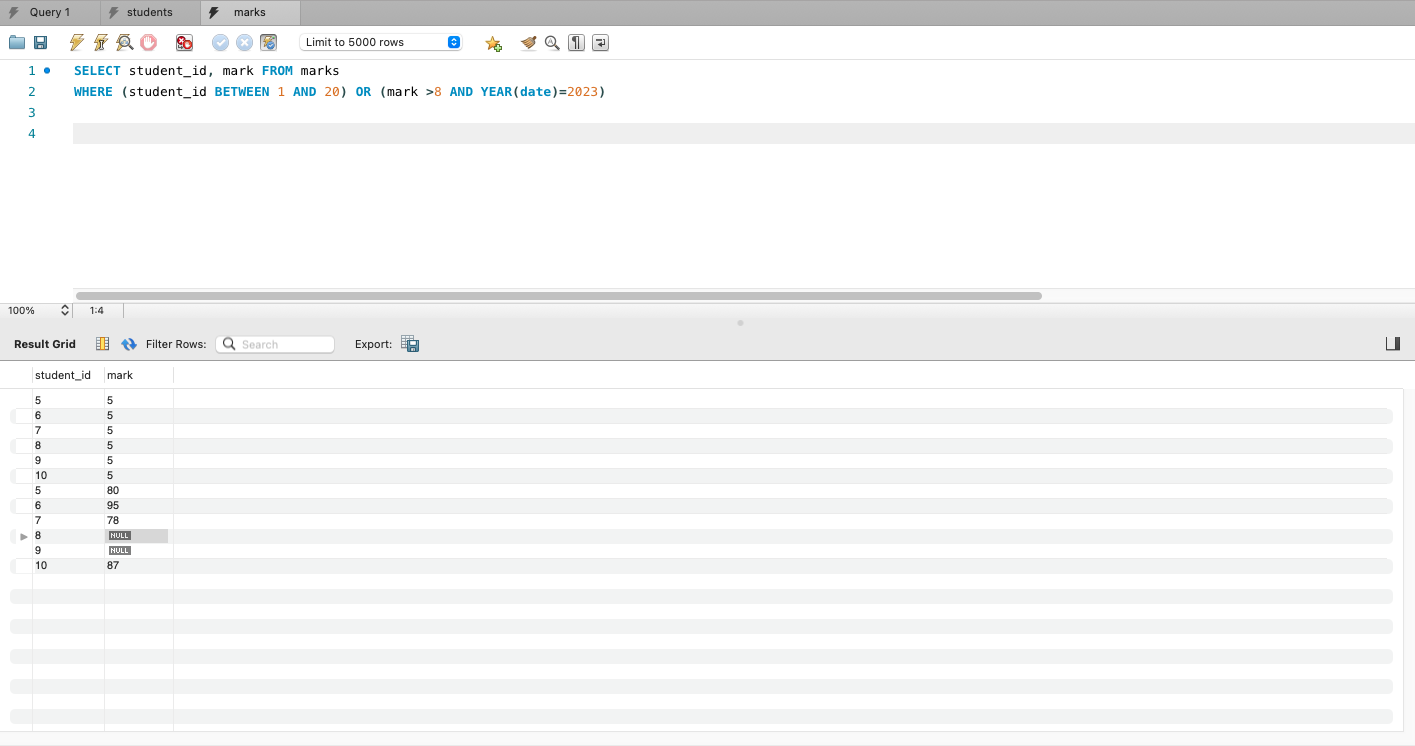 Query 1 students marks
Limit to 5000 rows
1 SELECT student_id, mark FROM marks
2 WHERE (student_id BETWEEN 1 AND 20) OR (mark >8 AND YEAR(date)=2023)
3
4
100% 1:4
Result Grid Filter Rows: Search Export:
student_id mark
5 5
6 5
7 5
8 5
9 5
10 5
5 80
6 95
7 78
8 NULL
9 NULL
10 87